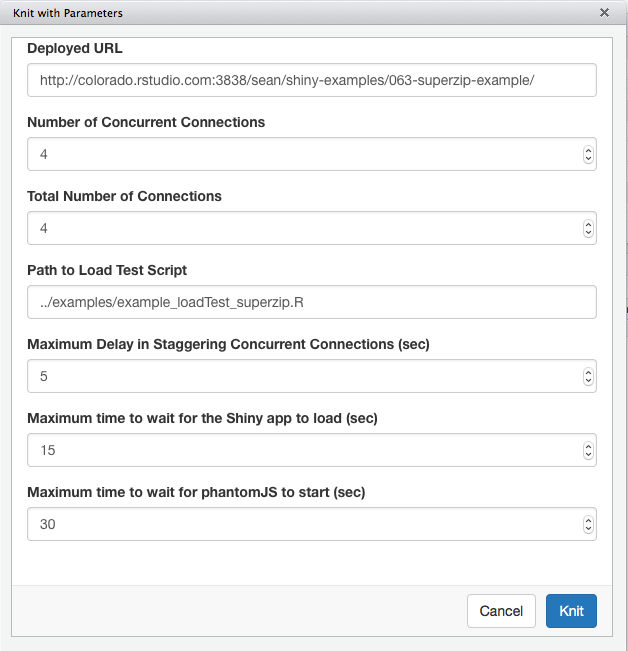 Knit with Parameters
Deployed URL
http://colorado.rstudio.com:3838/sean/shiny-examples/063-superzip-example/
Number of Concurrent Connections
4
Total Number of Connections
4
Path to Load Test Script
../examples/example_loadTest_superzip.R
Maximum Delay in Staggering Concurrent Connections (sec)
5
Maximum time to wait for the Shiny app to load (sec)
15
Maximum time to wait for phantomJS to start (sec)
30
Cancel
Knit